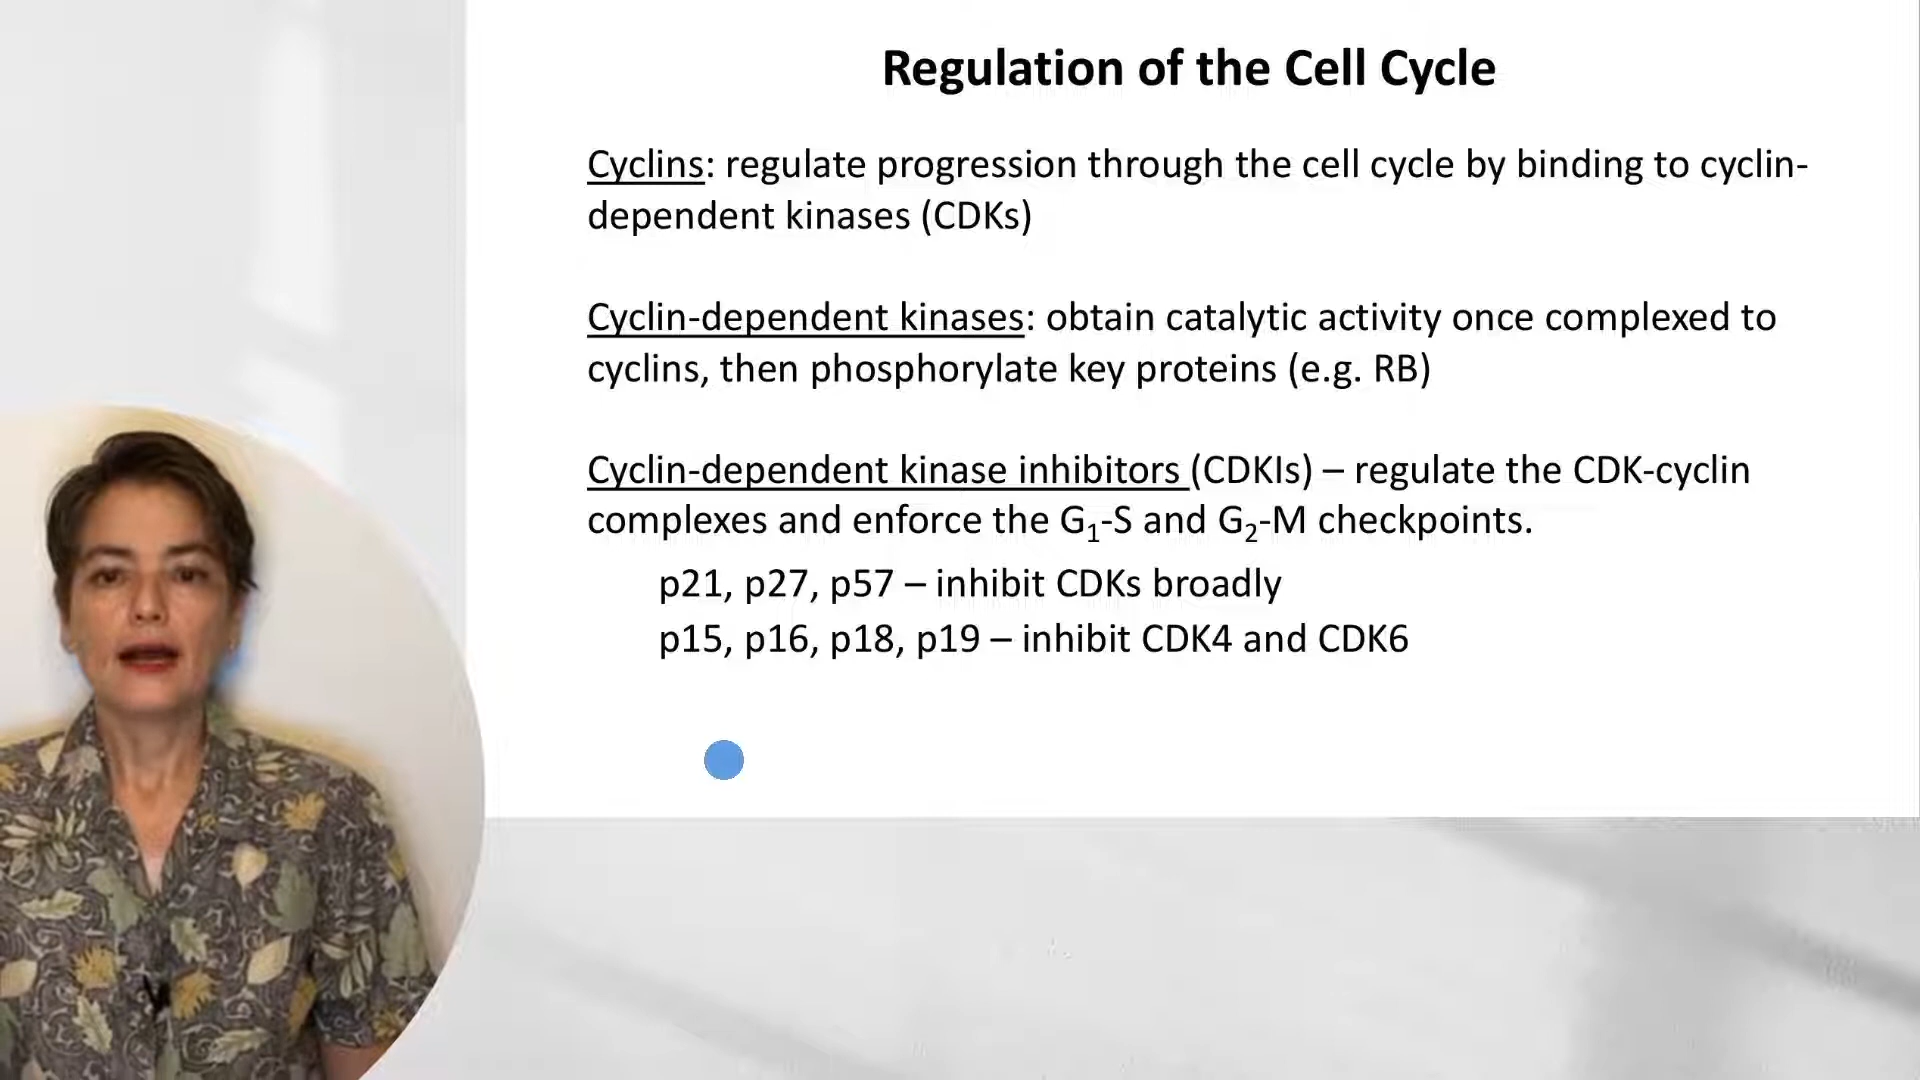 Regulation of the Cell Cycle
Cyclins: regulate progression through the cell cycle by binding to cyclin-
dependent kinases (CDKs)
Cyclin-dependent kinases: obtain catalytic activity once complexed to
cyclins, then phosphorylate key proteins (e.g. RB)
Cyclin-dependent kinase inhibitors (CDKIs) – regulate the CDK-cyclin
complexes and enforce the G₁-S and G₂-M checkpoints.
p21, p27, p57 – inhibit CDKs broadly
p15, p16, p18, p19 – inhibit CDK4 and CDK6